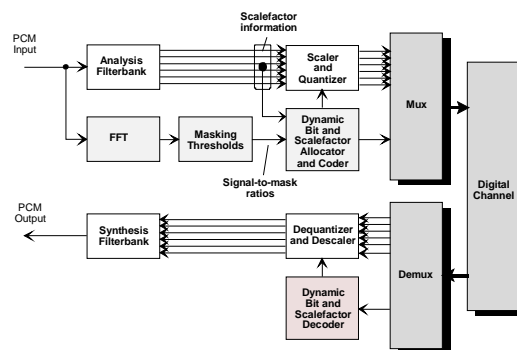 Scalefactor
information
PCM
Input
Analysis
Filterbank
Scaler
and
Quantizer
Mux
FFT
Masking
Thresholds
Dynamic
Bit and
Scalefactor
Allocator
and Coder
Signal-to-mask
ratios
Digital
Channel
PCM
Output
Synthesis
Filterbank
Dequantizer
and Descaler
Demux
Dynamic
Bit and
Scalefactor
Decoder